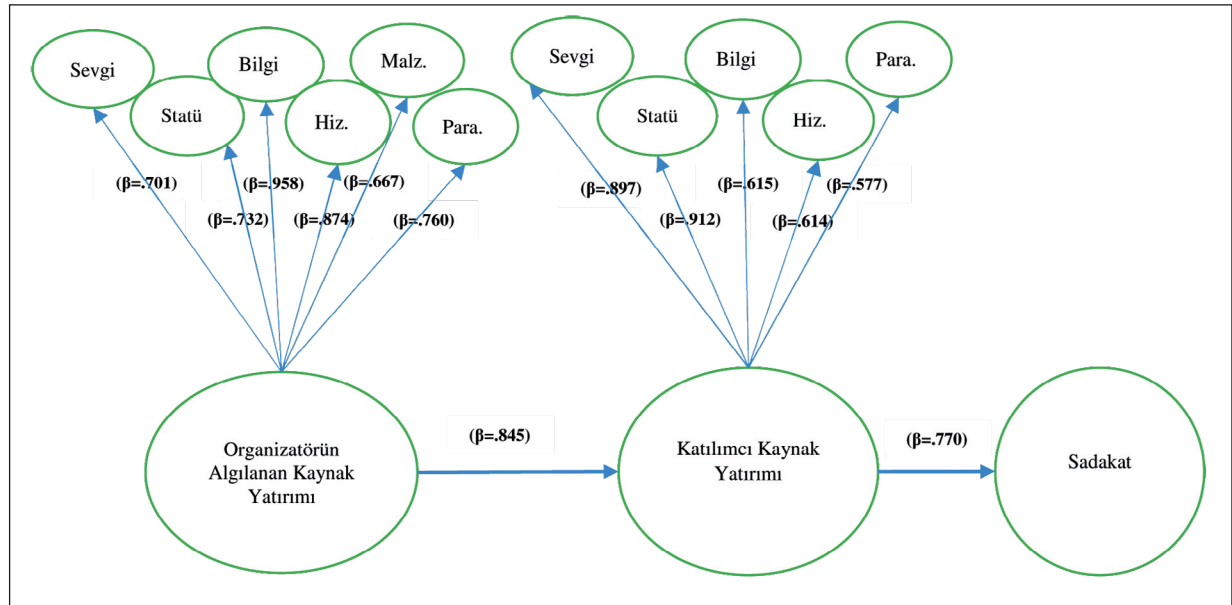 Sevgi
Bilgi
Malz.
Statü
Hiz.
Para.
Sevgi
Bilgi
Para.
Statü
Hiz.
(β=.701)
(β=.958)
(β=.667)
(β=.732)
(β=.874)
(β=.760)
(β=.897)
(β=.615)
(β=.577)
(β=.912)
(β=.614)
Organizatörün
Algılanan Kaynak
Yatırımı
(β=.845)
Katılımcı Kaynak
Yatırımı
(β=.770)
Sadakat